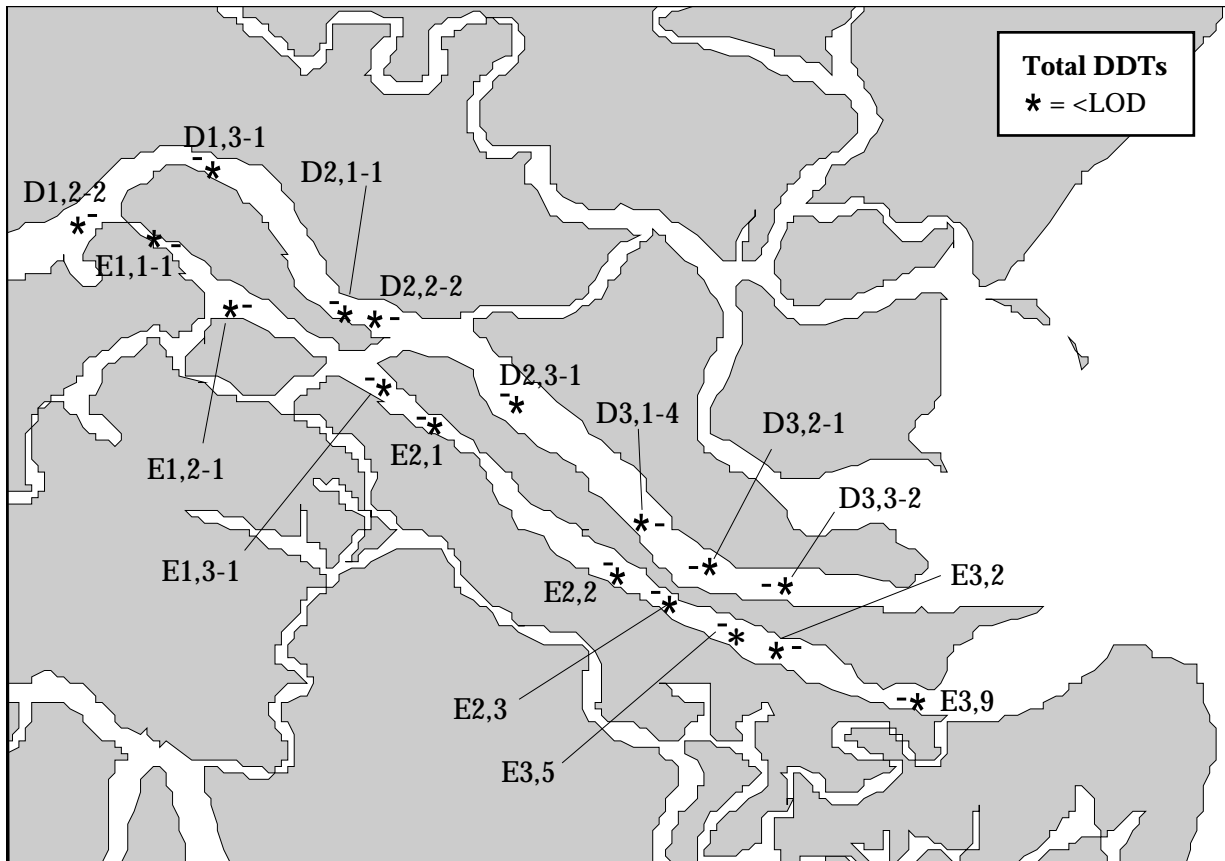 Total DDTs
* = <LOD
D1,3-1
D2,1-1
D1,2-2
E1,1-1
D2,2-2
D2,3-1
D3,1-4
D3,2-1
E2,1
E1,2-1
D3,3-2
E1,3-1
E2,2
E3,2
E2,3
E3,9
E3,5